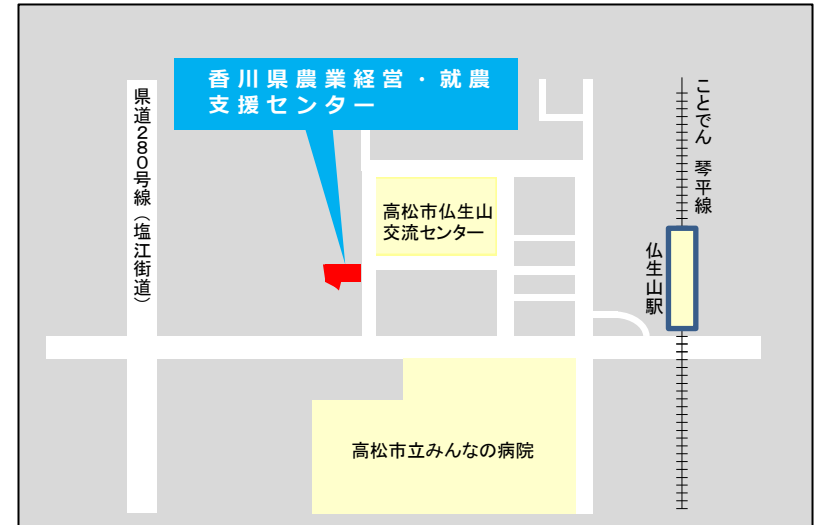 香川県農業経営・就農
支援センター
県道280号線（塩江街道）
ことでん　琴平線
高松市仏生山
交流センター
仏生山駅
高松市立みんなの病院